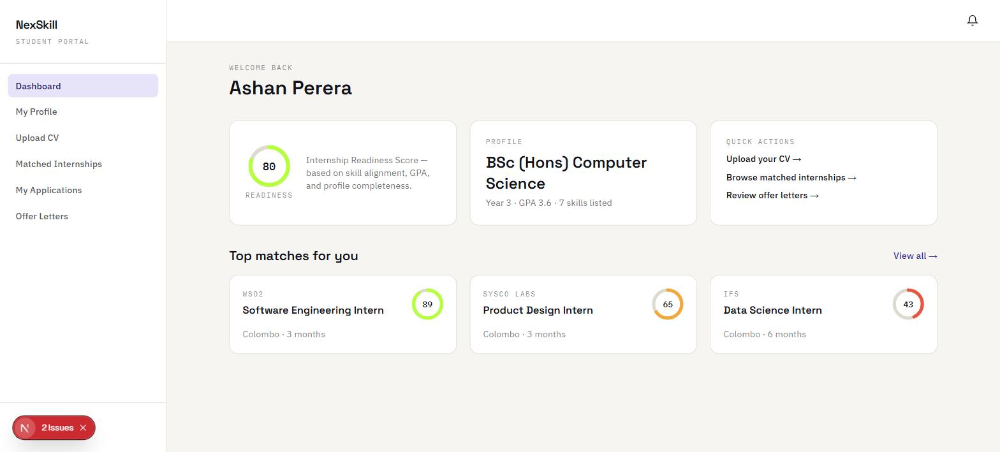 NexSkill
STUDENT PORTAL
Dashboard
My Profile
Upload CV
Matched Internships
My Applications
Offer Letters
2 Issues
WELCOME BACK
Ashan Perera
80
READINESS
Internship Readiness Score —
based on skill alignment, GPA,
and profile completeness.
PROFILE
BSc (Hons) Computer
Science
Year 3 · GPA 3.6 · 7 skills listed
QUICK ACTIONS
Upload your CV →
Browse matched internships →
Review offer letters →
Top matches for you
View all →
WSO2
Software Engineering Intern
89
Colombo · 3 months
SYSCO LABS
Product Design Intern
65
Colombo · 3 months
IFS
Data Science Intern
43
Colombo · 6 months